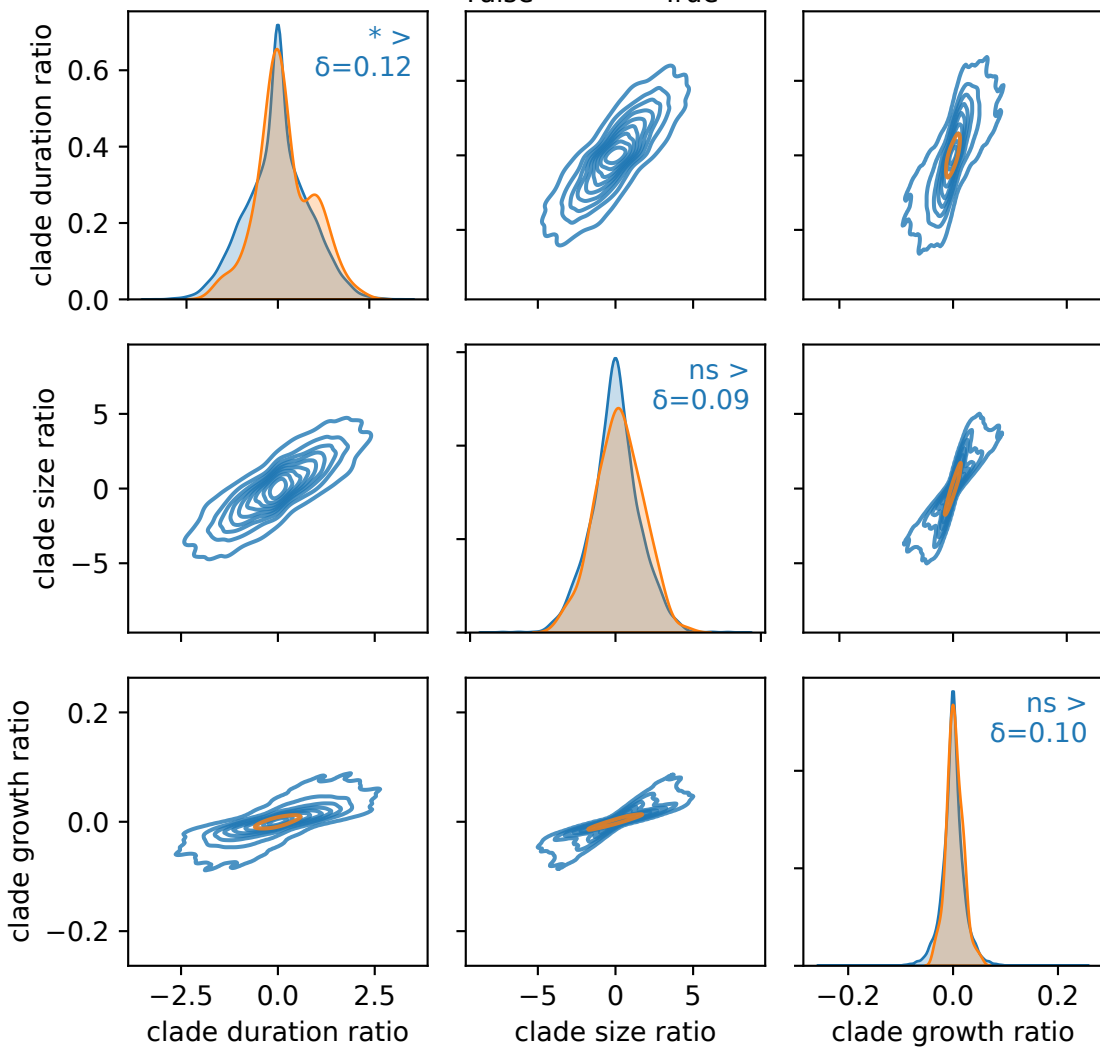 clade duration ratio
0.6
0.4
0.2
0.0
* >
δ=0.12
clade size ratio
5
0
−5
ns >
δ=0.09
clade growth ratio
0.2
0.0
−0.2
ns >
δ=0.10
−2.5 0.0 2.5
−5 0 5
−0.2 0.0 0.2
clade duration ratio
clade size ratio
clade growth ratio